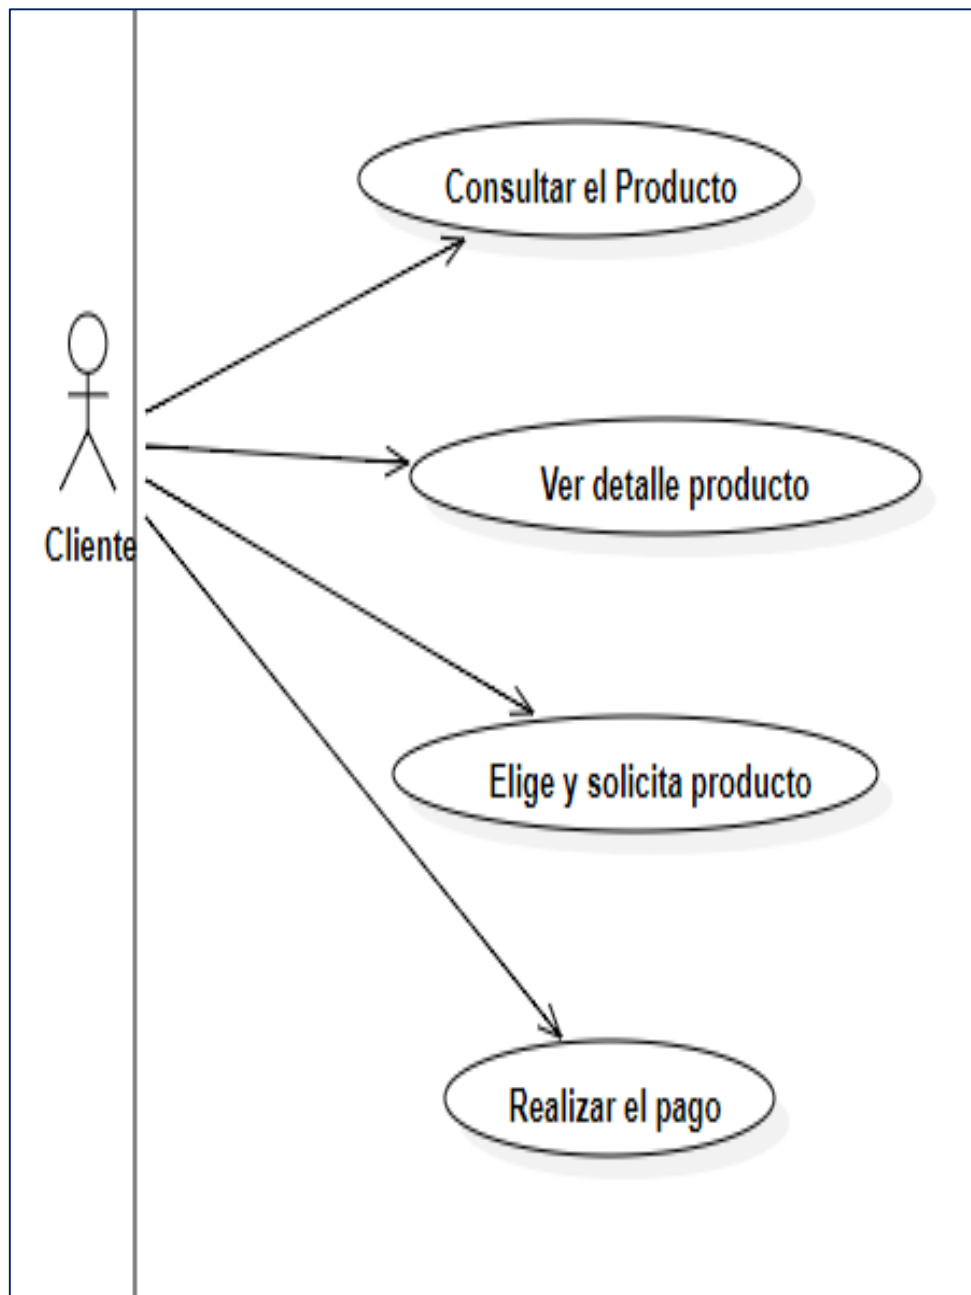 Consultar el Producto
Ver detalle producto
Cliente
Elige y solicita producto
Realizar el pago